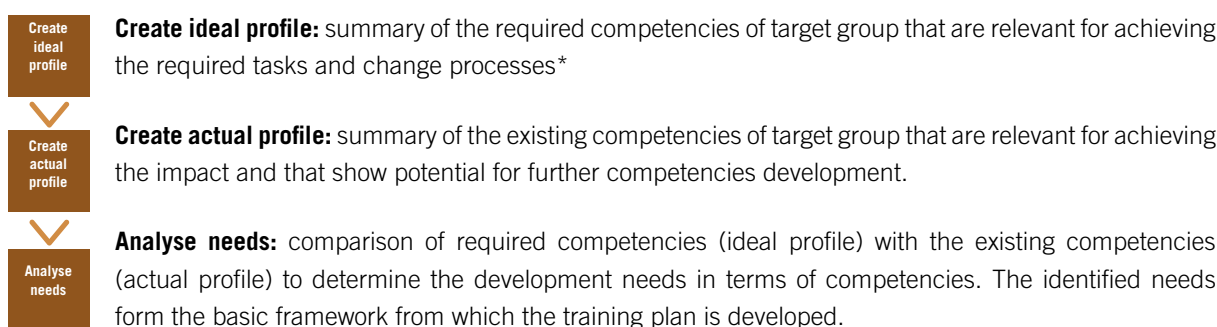 Create
ideal
profile
Create ideal profile: summary of the required competencies of target group that are relevant for achieving
the required tasks and change processes*
Create
actual
profile
Create actual profile: summary of the existing competencies of target group that are relevant for achieving
the impact and that show potential for further competencies development.
Analyse
needs
Analyse needs: comparison of required competencies (ideal profile) with the existing competencies
(actual profile) to determine the development needs in terms of competencies. The identified needs
form the basic framework from which the training plan is developed.